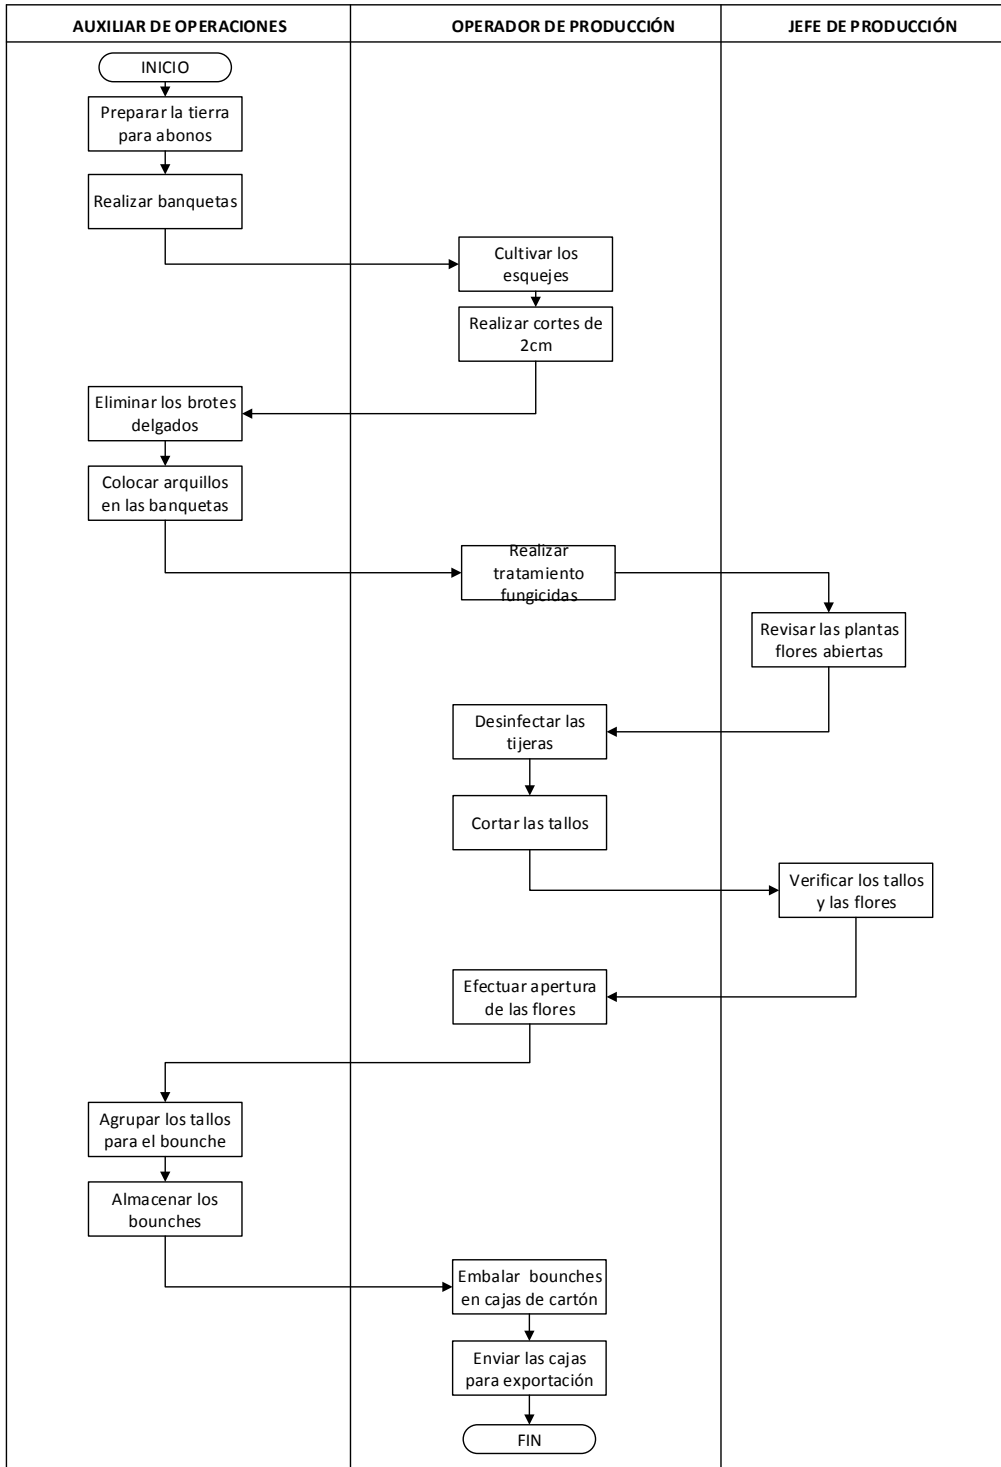 AUXILIAR DE OPERACIONES
OPERADOR DE PRODUCCIÓN
JEFE DE PRODUCCIÓN
INICIO
Preparar la tierra
para abonos
Realizar banquetas
Cultivar los
esquejes
Realizar cortes de
2cm
Eliminar los brotes
delgados
Colocar arquillos
en las banquetas
Realizar
tratamiento
fungicidas
Revisar las plantas
flores abiertas
Desinfectar las
tijeras
Cortar las tallos
Verificar los tallos
y las flores
Efectuar apertura
de las flores
Agrupar los tallos
para el bounche
Almacenar los
bounches
Embalar bounches
en cajas de cartón
Enviar las cajas
para exportación
FIN